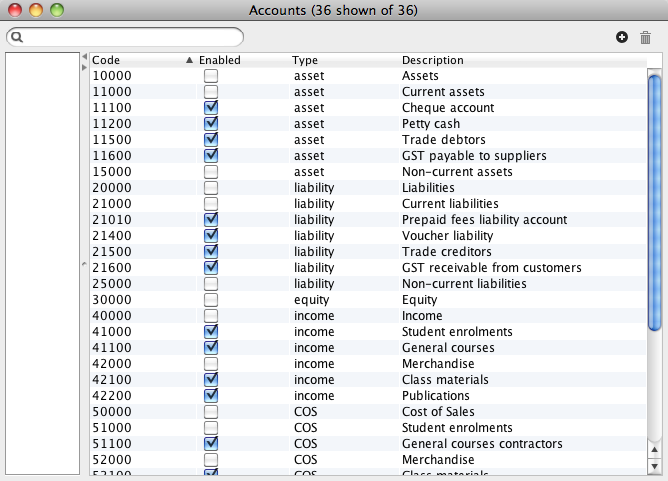 Accounts (36 shown of 36)
Code Enabled Type Description
10000 asset Assets
11000 asset Current assets
11100 asset Cheque account
11200 asset Petty cash
11500 asset Trade debtors
11600 asset GST payable to suppliers
15000 asset Non-current assets
20000 liability Liabilities
21000 liability Current liabilities
21010 liability Prepaid fees liability account
21400 liability Voucher liability
21500 liability Trade creditors
21600 liability GST receivable from customers
25000 liability Non-current liabilities
30000 equity Equity
40000 income Income
41000 income Student enrolments
41100 income General courses
42000 income Merchandise
42100 income Class materials
42200 income Publications
50000 COS Cost of Sales
51000 COS Student enrolments
51100 COS General courses contractors
52000 COS Merchandise
52100 COS Class materials